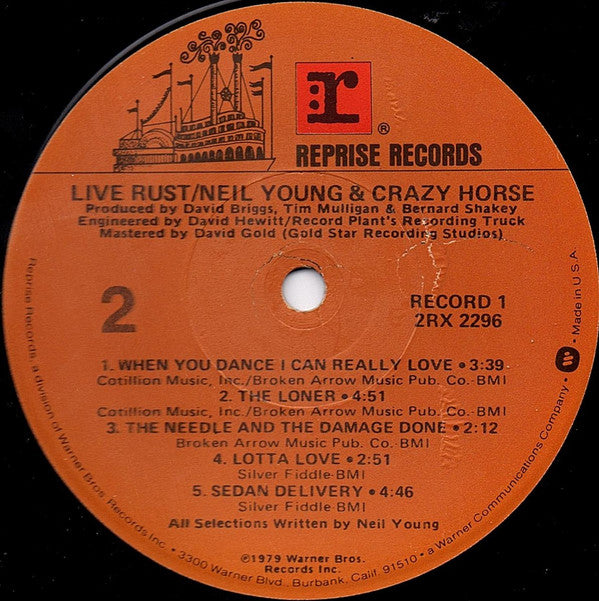 r
®
REPRISE RECORDS
LIVE RUST/NEIL YOUNG & CRAZY HORSE
Produced by David Briggs, Tim Mulligan & Bernard Shakey
Engineered by David Hewitt/Record Plant's Recording Truck
Mastered by David Gold (Gold Star Recording Studios)
2
RECORD 1
2RX 2296
1. WHEN YOU DANCE I CAN REALLY LOVE • 3:39
Cotillion Music, Inc./Broken Arrow Music Pub. Co.-BMI
2. THE LONER • 4:51
Cotillion Music, Inc./Broken Arrow Music Pub. Co.-BMI
3. THE NEEDLE AND THE DAMAGE DONE • 2:12
Broken Arrow Music Pub. Co.-BMI
4. LOTTA LOVE • 2:51
Silver Fiddle-BMI
5. SEDAN DELIVERY • 4:46
Silver Fiddle-BMI
All Selections Written by Neil Young
℗1979 Warner Bros.
Records Inc.
Reprise Records, a division of Warner Bros. Records Inc. • 3300 Warner Blvd., Burbank, Calif. 91510 • a Warner Communications Company. • W • Made in U.S.A.